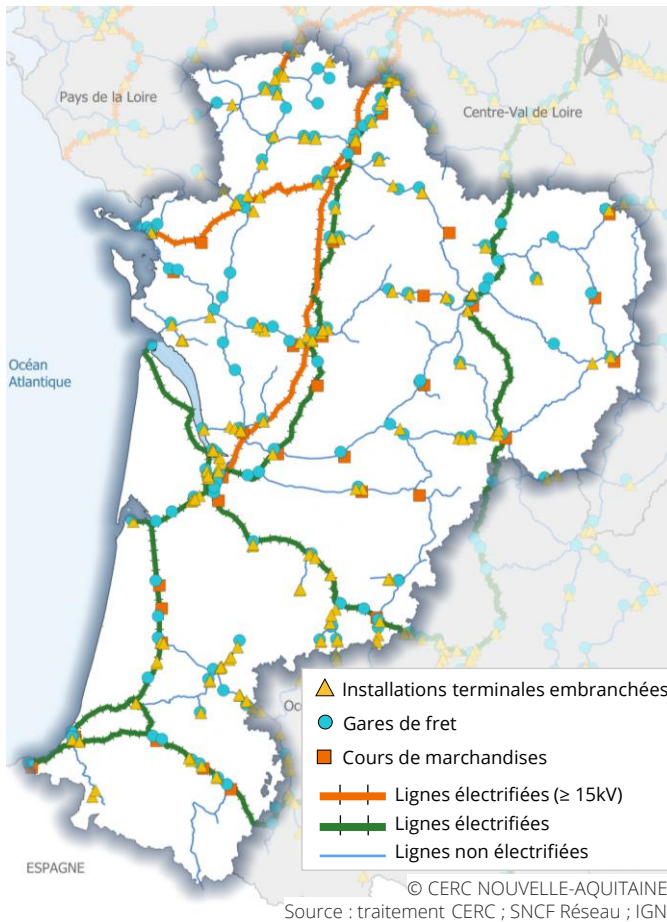 N
Pays de la Loire
Centre-Val de Loire
Océan
Atlantique
Installations terminales embranchées
Gares de fret
Cours de marchandises
Lignes électrifiées (≥ 15kV)
Lignes électrifiées
Lignes non électrifiées
ESPAGNE
© CERC NOUVELLE-AQUITAINE
Source : traitement CERC ; SNCF Réseau ; IGN